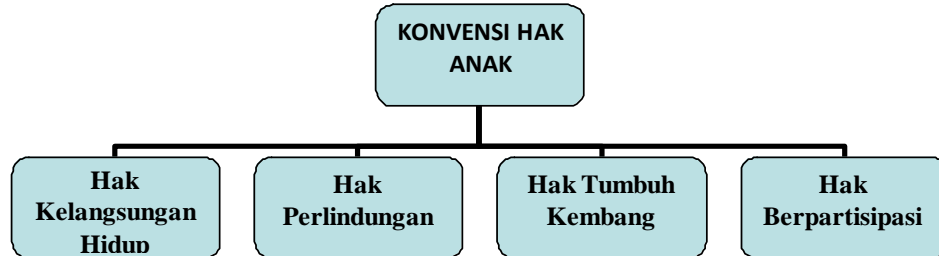 KONVENSI HAK
ANAK
Hak
Kelangsungan
Hidup
Hak
Perlindungan
Hak Tumbuh
Kembang
Hak
Berpartisipasi